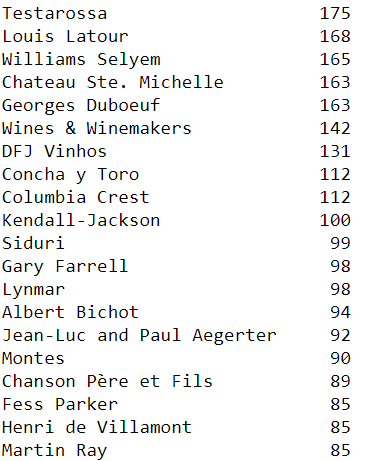 Testarossa 175
Louis Latour 168
Williams Selyem 165
Chateau Ste. Michelle 163
Georges Duboeuf 163
Wines & Winemakers 142
DFJ Vinhos 131
Concha y Toro 112
Columbia Crest 112
Kendall-Jackson 100
Siduri 99
Gary Farrell 98
Lynmar 98
Albert Bichot 94
Jean-Luc and Paul Aegerter 92
Montes 90
Chanson Père et Fils 89
Fess Parker 85
Henri de Villamont 85
Martin Ray 85